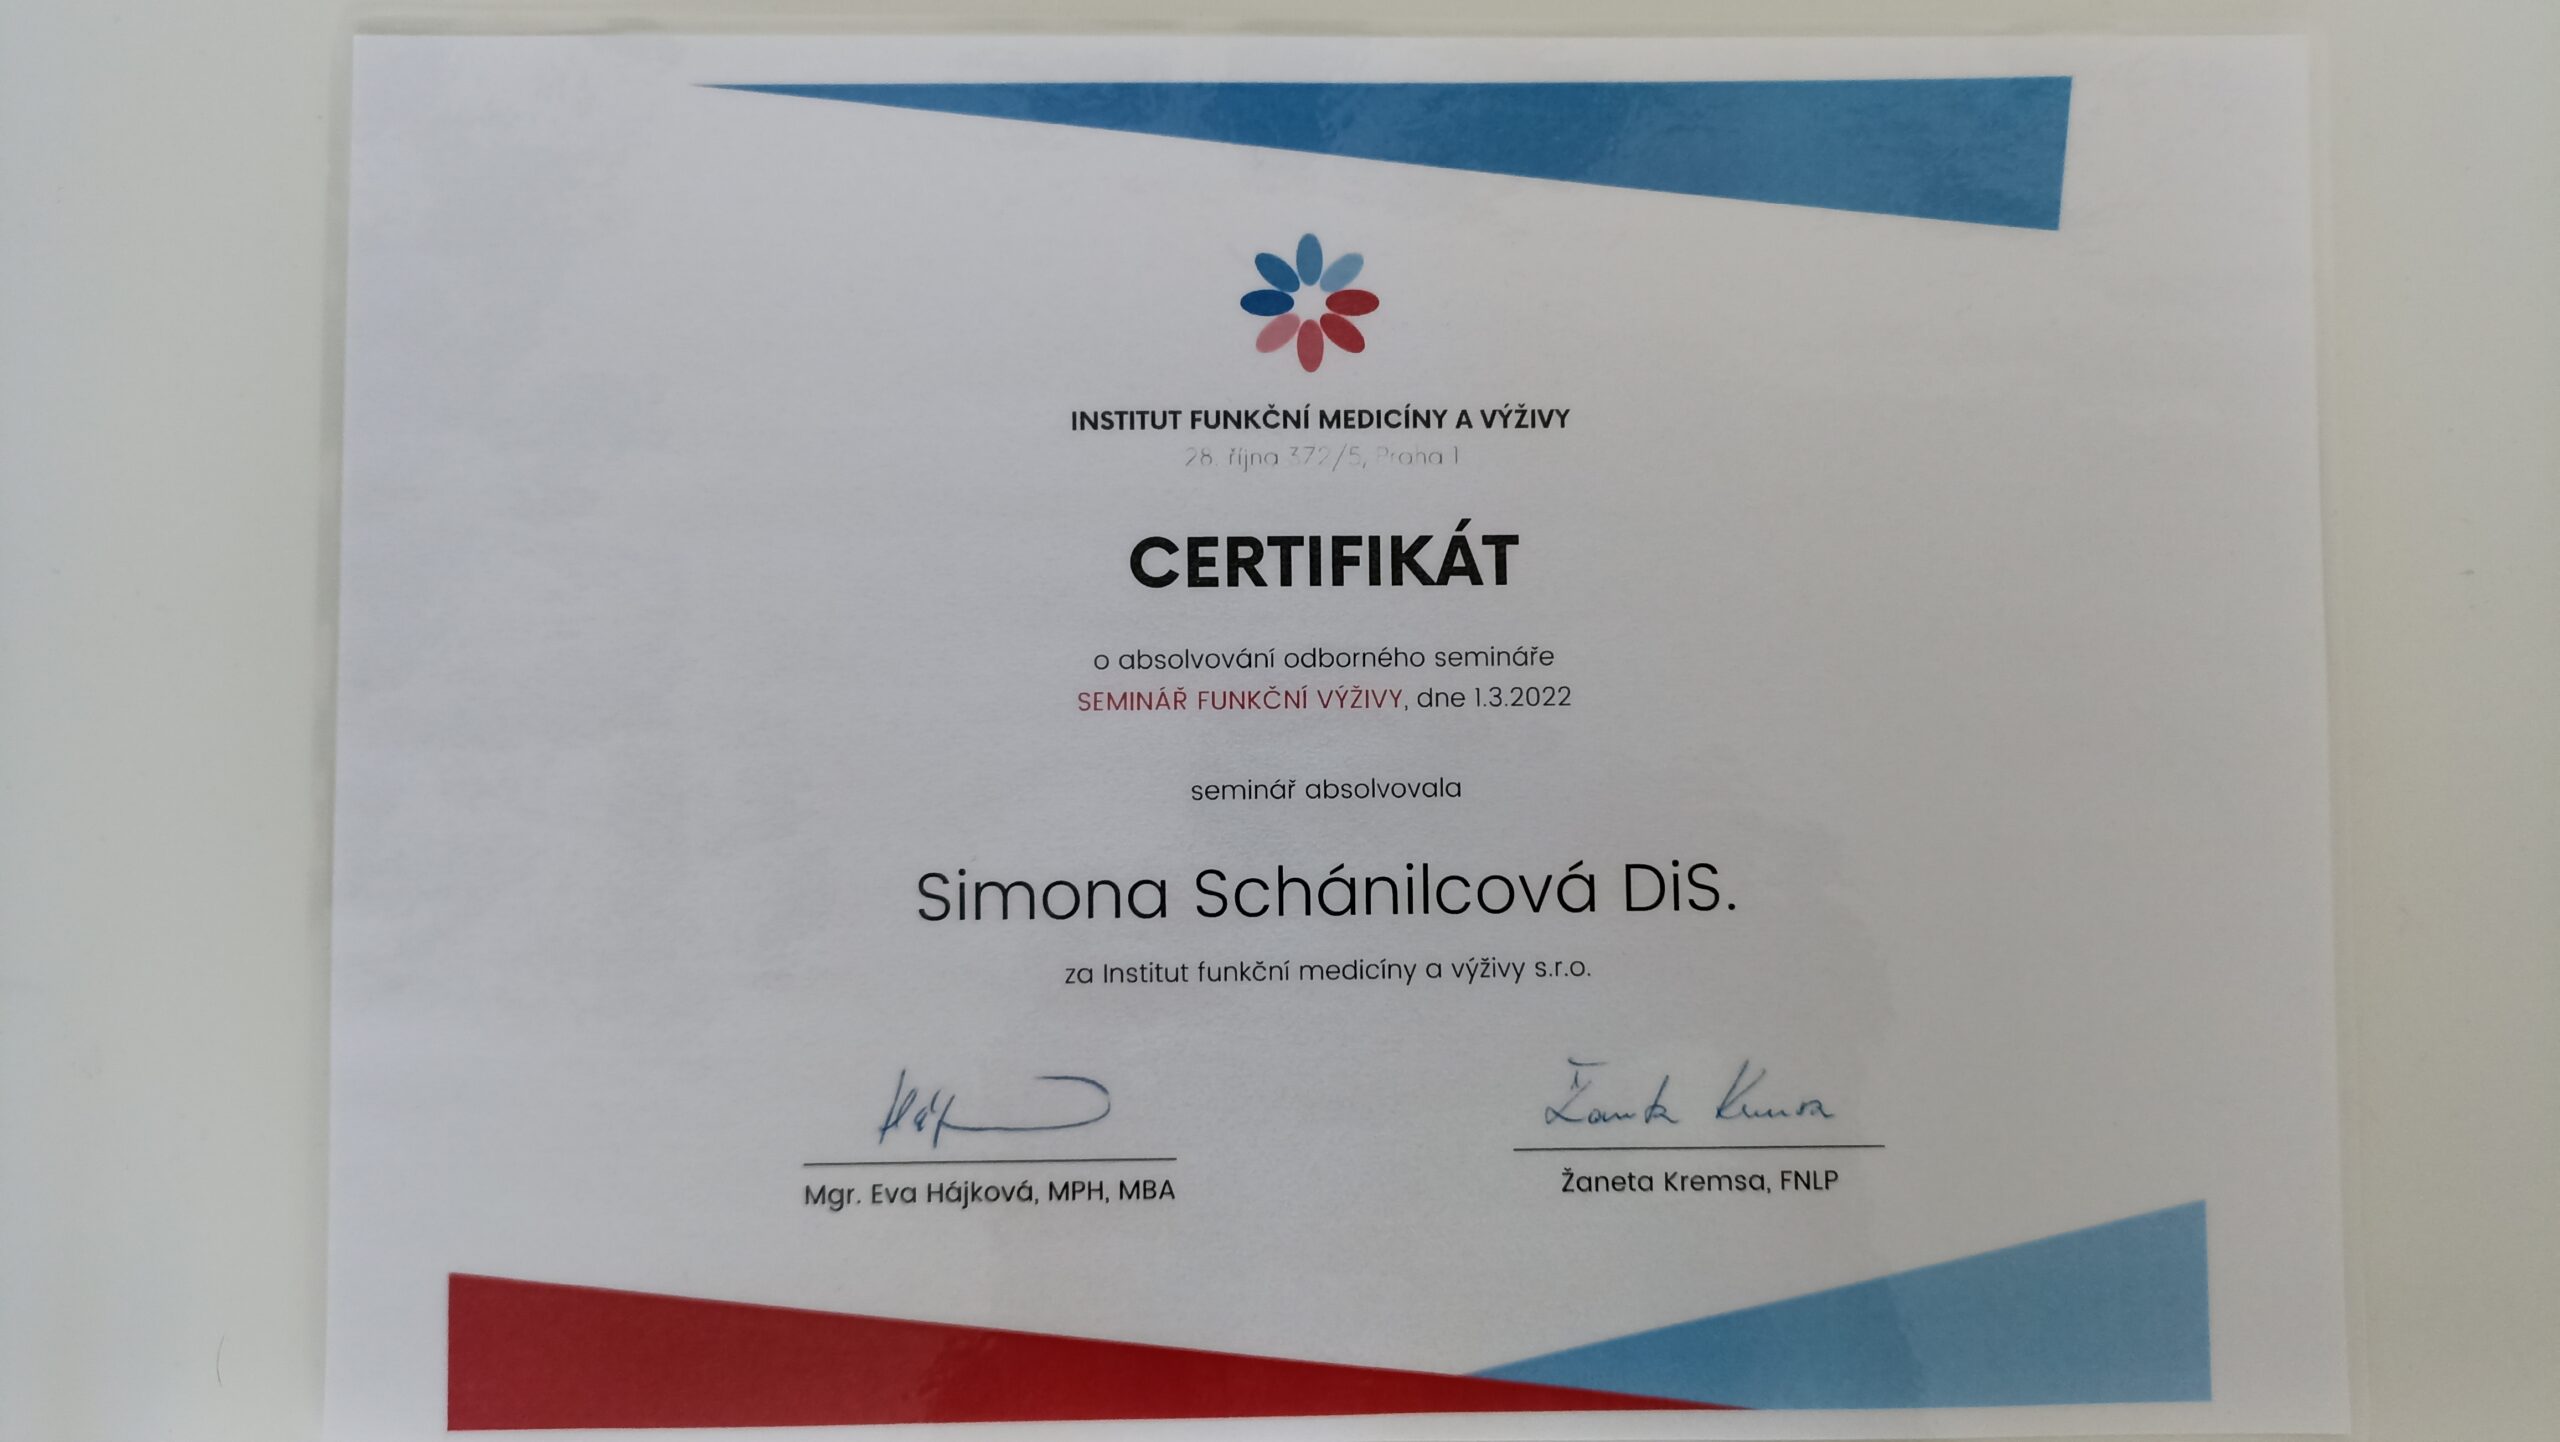 INSTITUT FUNKČNÍ MEDICÍNY A VÝŽIVY
28. října 372/5, Praha 1
CERTIFIKÁT
o absolvování odborného semináře
SEMINÁŘ FUNKČNÍ VÝŽIVY, dne 1.3.2022
seminář absolvovala
Simona Schánilcová DiS.
za Institut funkční medicíny a výživy s.r.o.
Žaneta Kremsa
Mgr. Eva Hájková, MPH, MBA
Žaneta Kremsa, FNLP